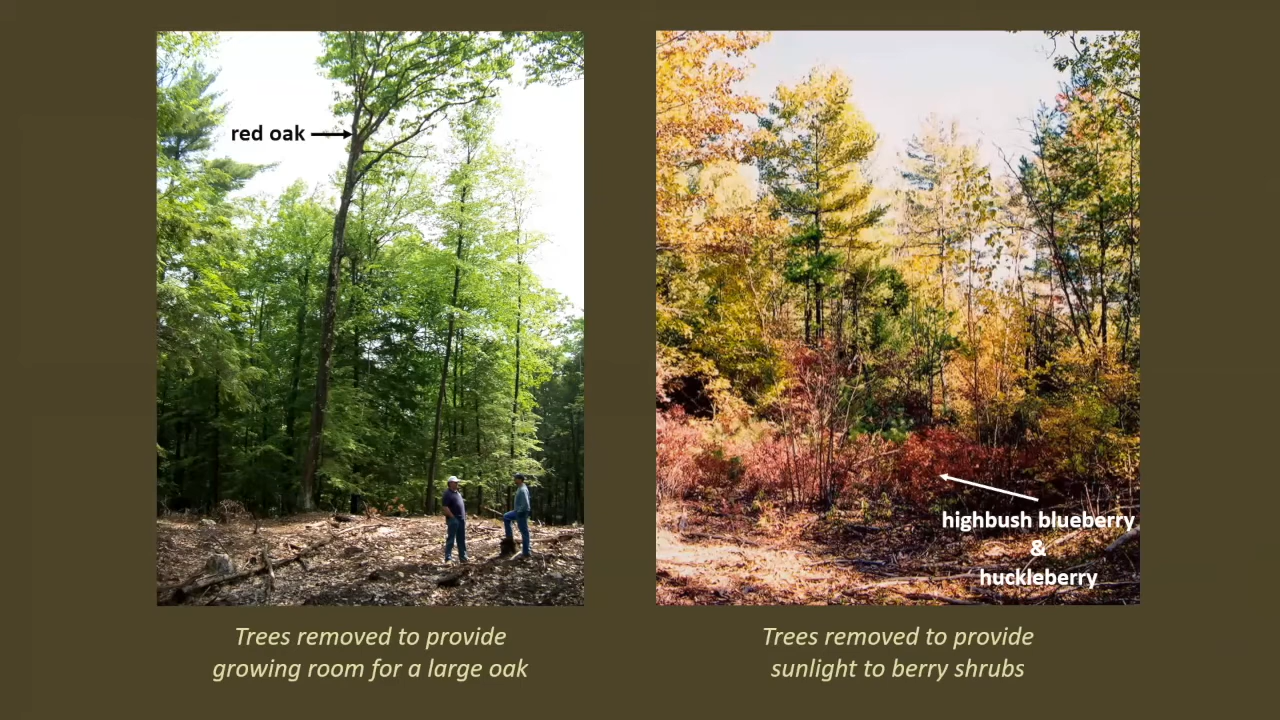 red oak
Trees removed to provide
growing room for a large oak
highbush blueberry
&
huckleberry
Trees removed to provide
sunlight to berry shrubs